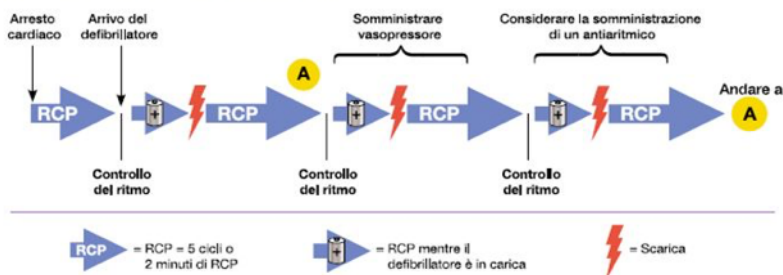 Arresto
cardiaco
Arrivo del
defibrillatore
Somministrare
vasopressore
Considerare la somministrazione
di un antiaritmico
A
RCP
+
RCP
+
RCP
+
RCP
Andare a
A
Controllo
del ritmo
Controllo
del ritmo
Controllo
del ritmo
RCP
= RCP = 5 cicli o
2 minuti di RCP
+
= RCP mentre il
defibrillatore è in carica
= Scarica